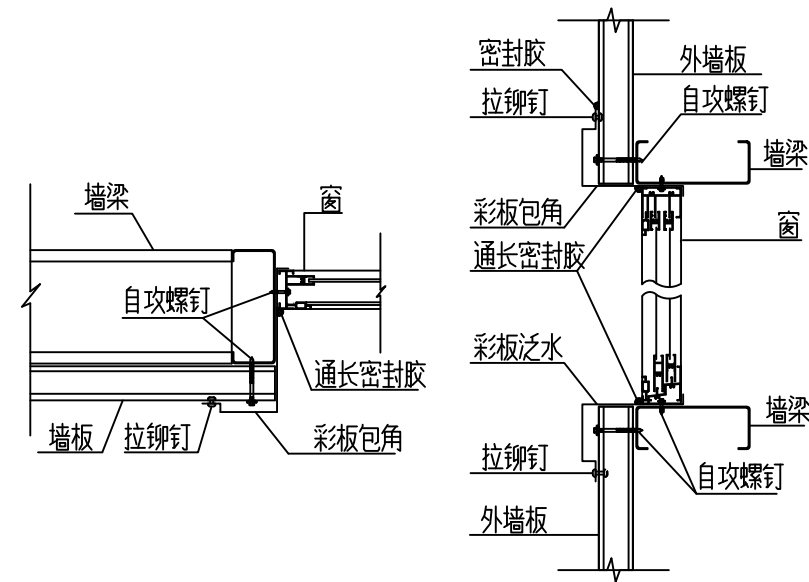 墙梁
窗
自攻螺钉
通长密封胶
墙板
拉铆钉
彩板包角
密封胶
外墙板
拉铆钉
自攻螺钉
墙梁
彩板包角
窗
通长密封胶
彩板泛水
墙梁
拉铆钉
自攻螺钉
外墙板